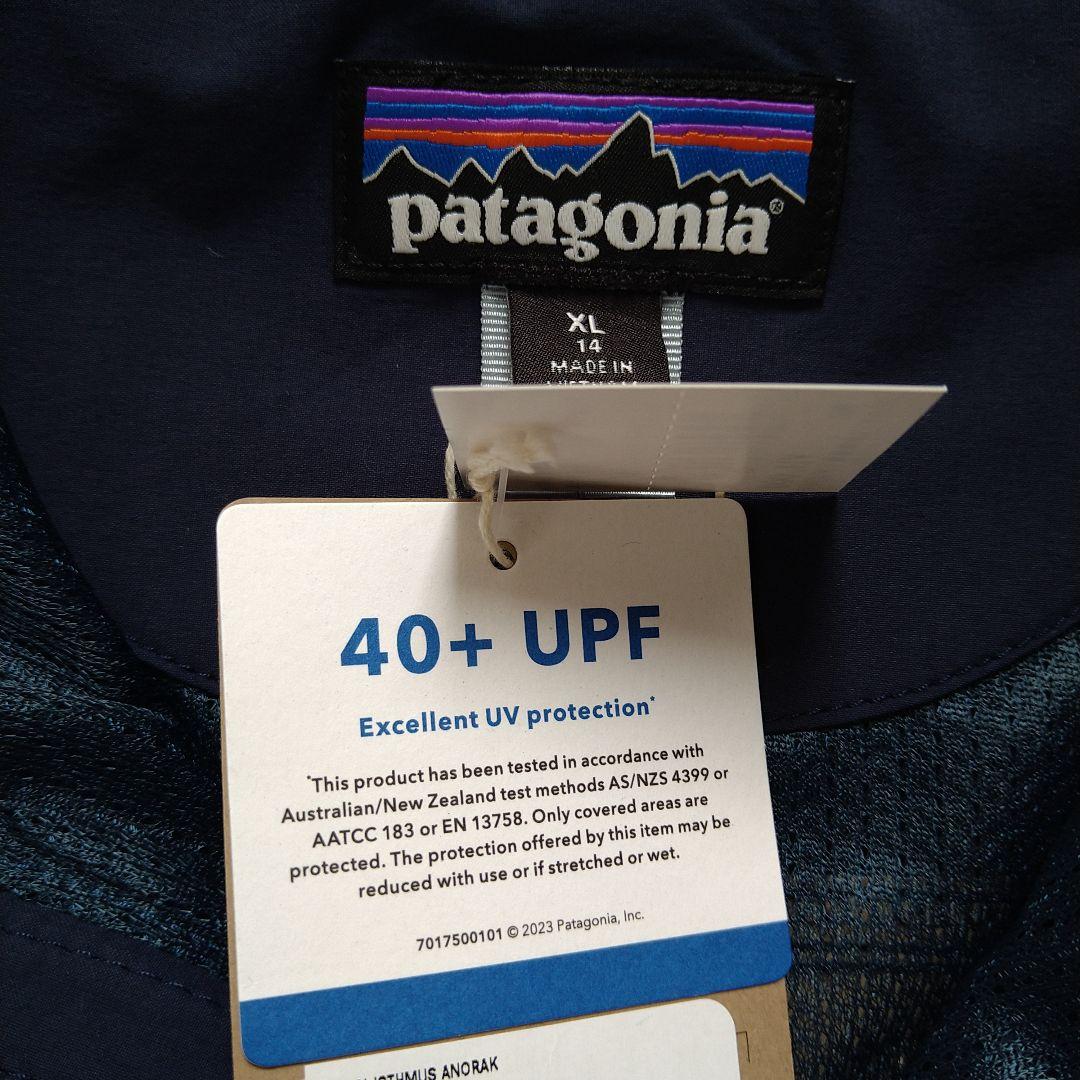 patagonia®
XL
14
MADE IN
40+ UPF
Excellent UV protection*
*This product has been tested in accordance with
Australian/New Zealand test methods AS/NZS 4399 or
AATCC 183 or EN 13758. Only covered areas are
protected. The protection offered by this item may be
reduced with use or if stretched or wet.
7017500101 © 2023 Patagonia, Inc.
ANORAK